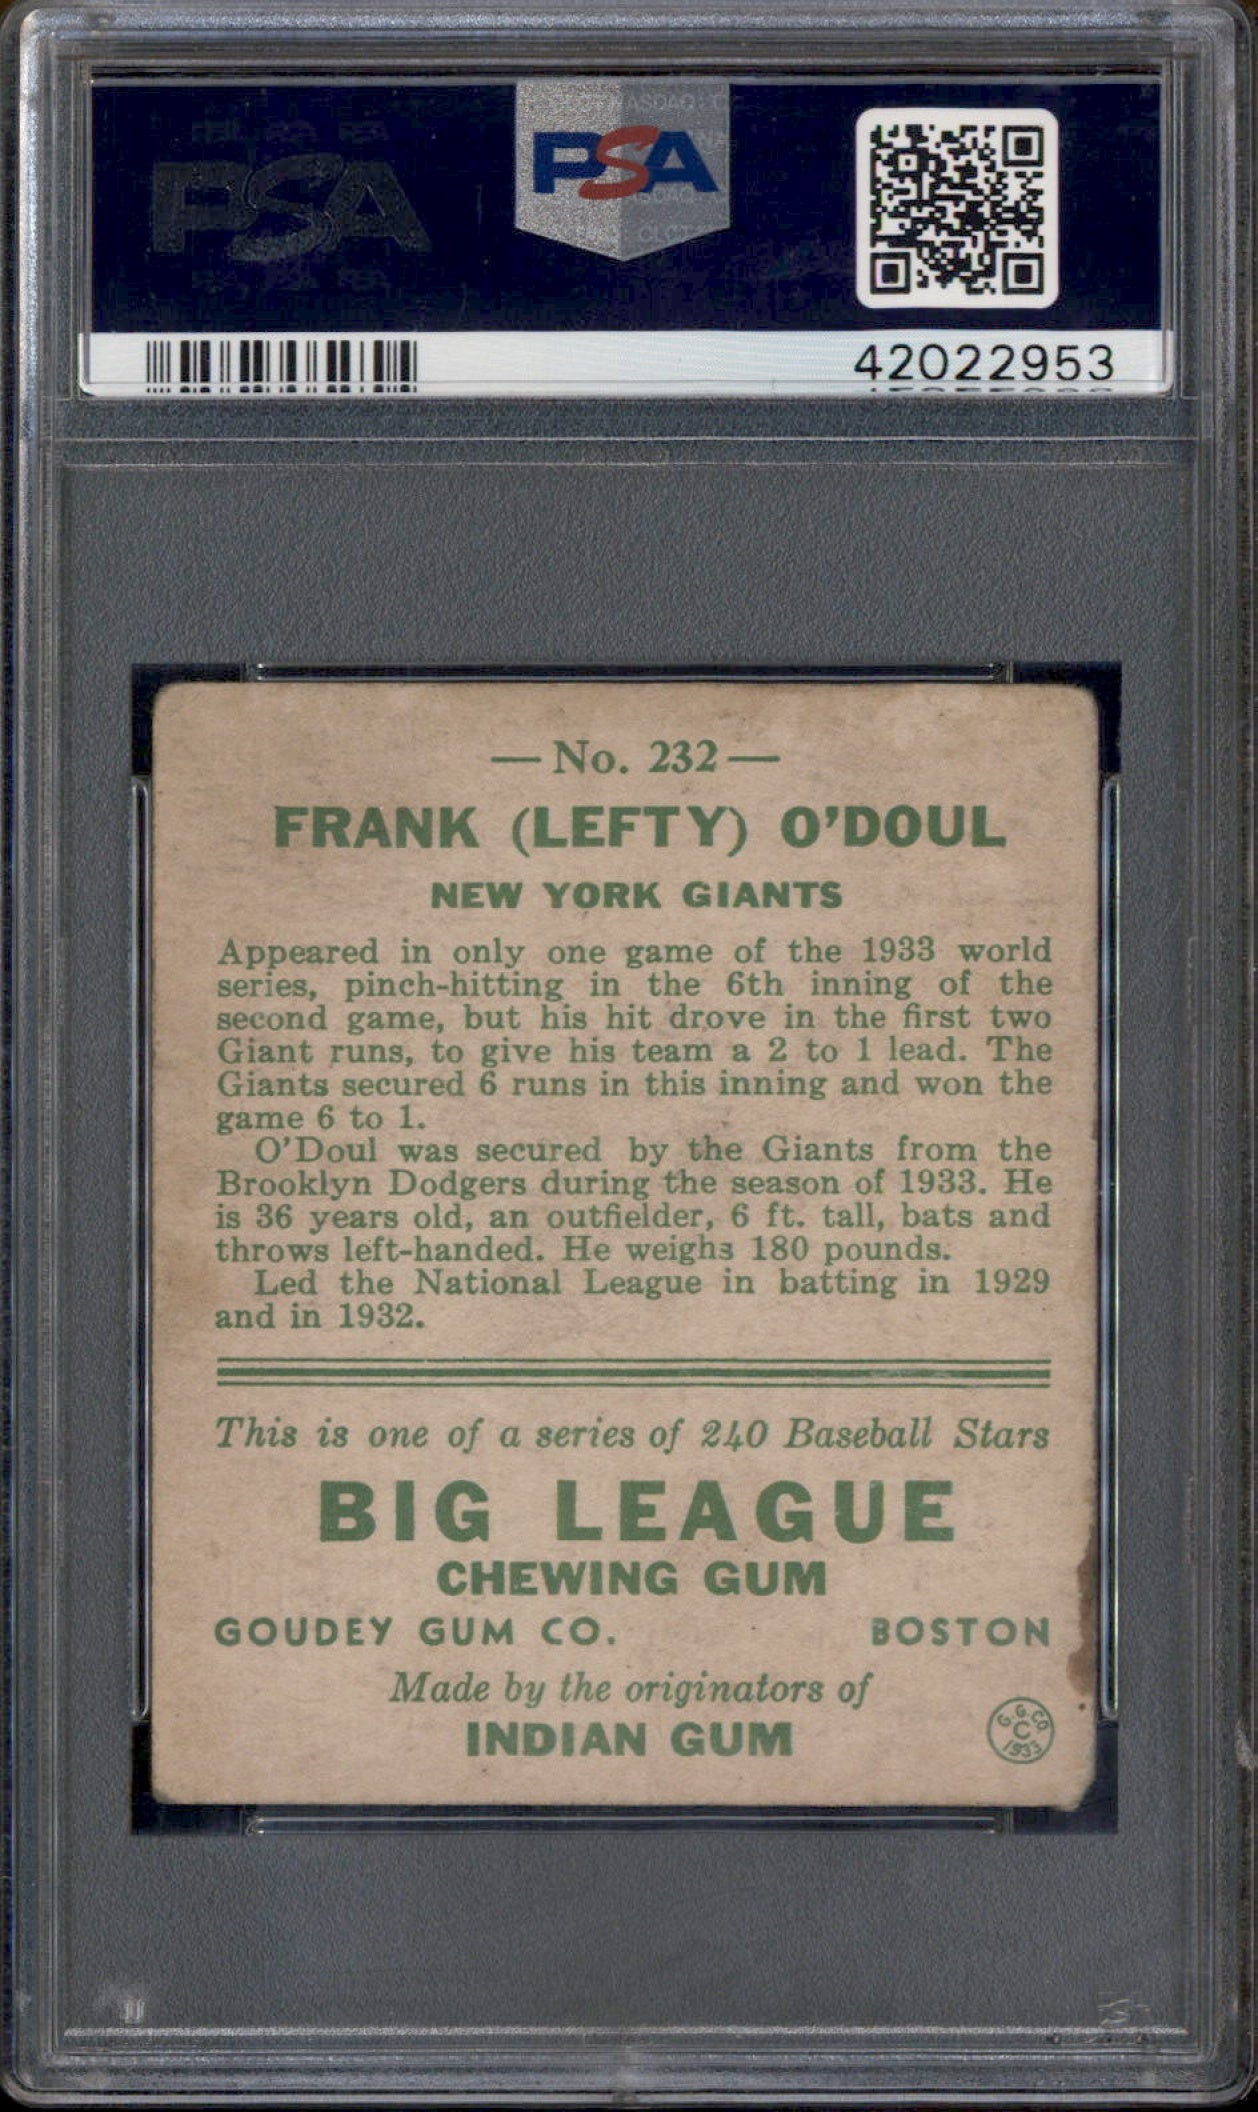 PSA
PSA
42022953
— No. 232 —
FRANK (LEFTY) O'DOUL
NEW YORK GIANTS
Appeared in only one game of the 1933 world
series, pinch-hitting in the 6th inning of the
second game, but his hit drove in the first two
Giant runs, to give his team a 2 to 1 lead. The
Giants secured 6 runs in this inning and won the
game 6 to 1.
O'Doul was secured by the Giants from the
Brooklyn Dodgers during the season of 1933. He
is 36 years old, an outfielder, 6 ft. tall, bats and
throws left-handed. He weighs 180 pounds.
Led the National League in batting in 1929
and in 1932.
This is one of a series of 240 Baseball Stars
BIG LEAGUE
CHEWING GUM
GOUDEY GUM CO. BOSTON
Made by the originators of
INDIAN GUM
G. G. CO.
C
1933